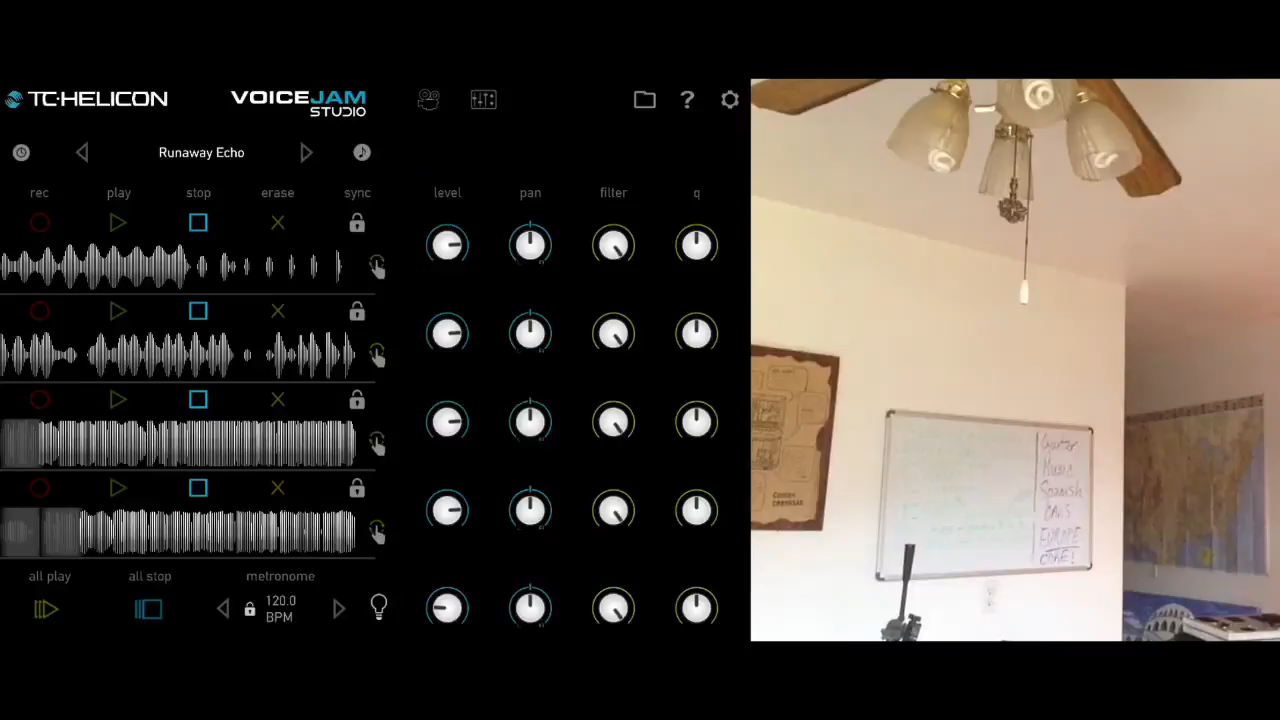 TC•HELICON
VOICEJAM
STUDIO
Runaway Echo
rec play stop erase sync
level pan filter q
all play all stop metronome
120.0
BPM
?
Music
Spanish
EUROPE